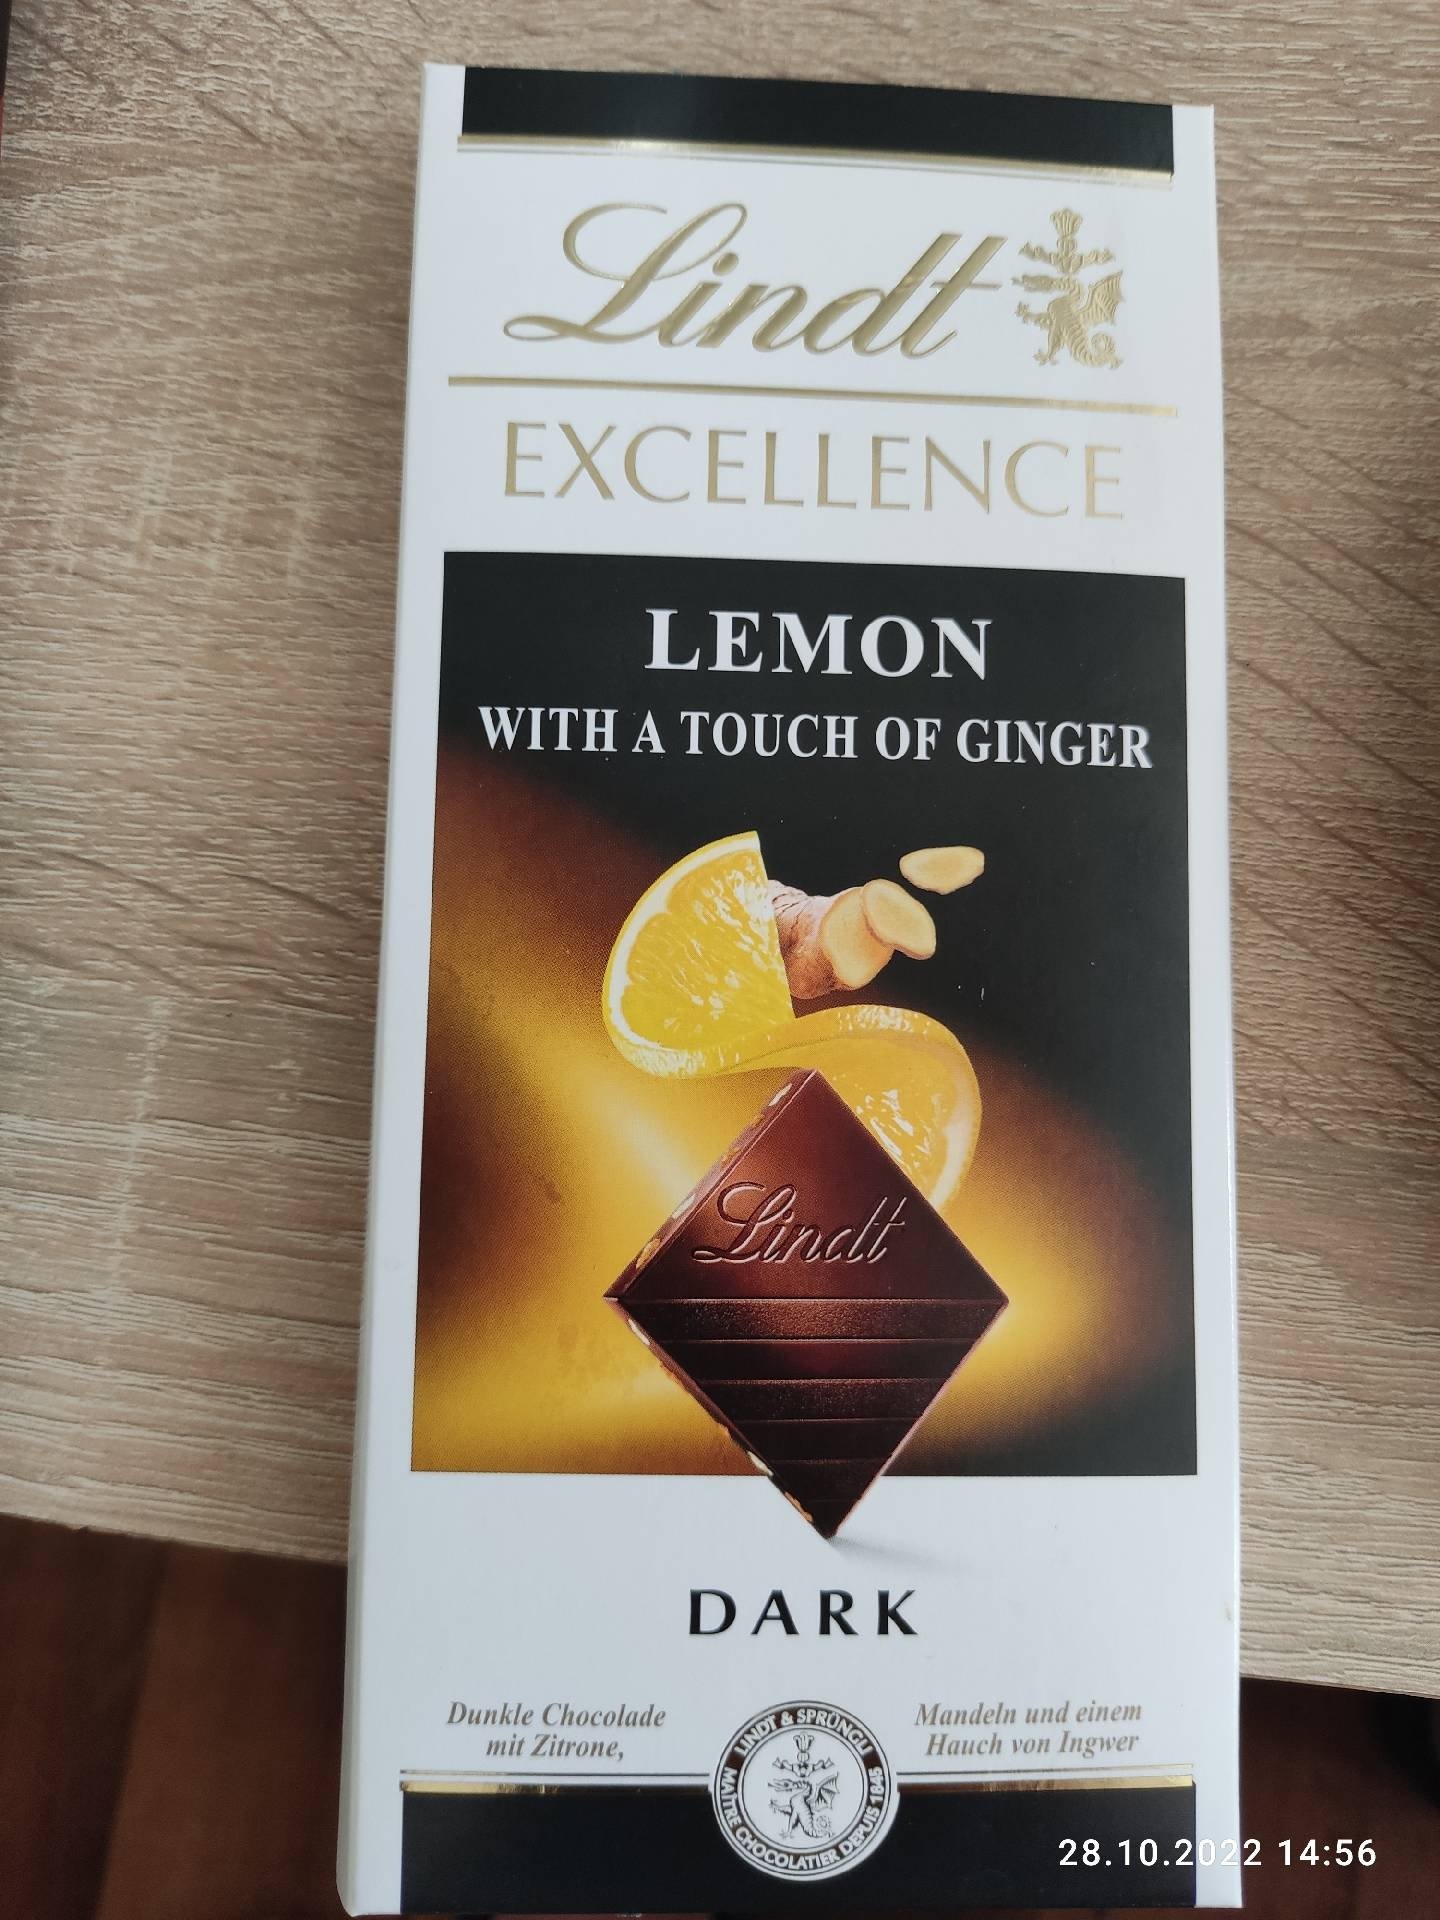 Lindt
EXCELLENCE
LEMON
WITH A TOUCH OF GINGER
Lindt
DARK
Dunkle Chocolade
mit Zitrone,
Mandeln und einem
Hauch von Ingwer
LINDT & SPRÜNGLI
MAÎTRE CHOCOLATIER DEPUIS 1845
28.10.2022 14:56